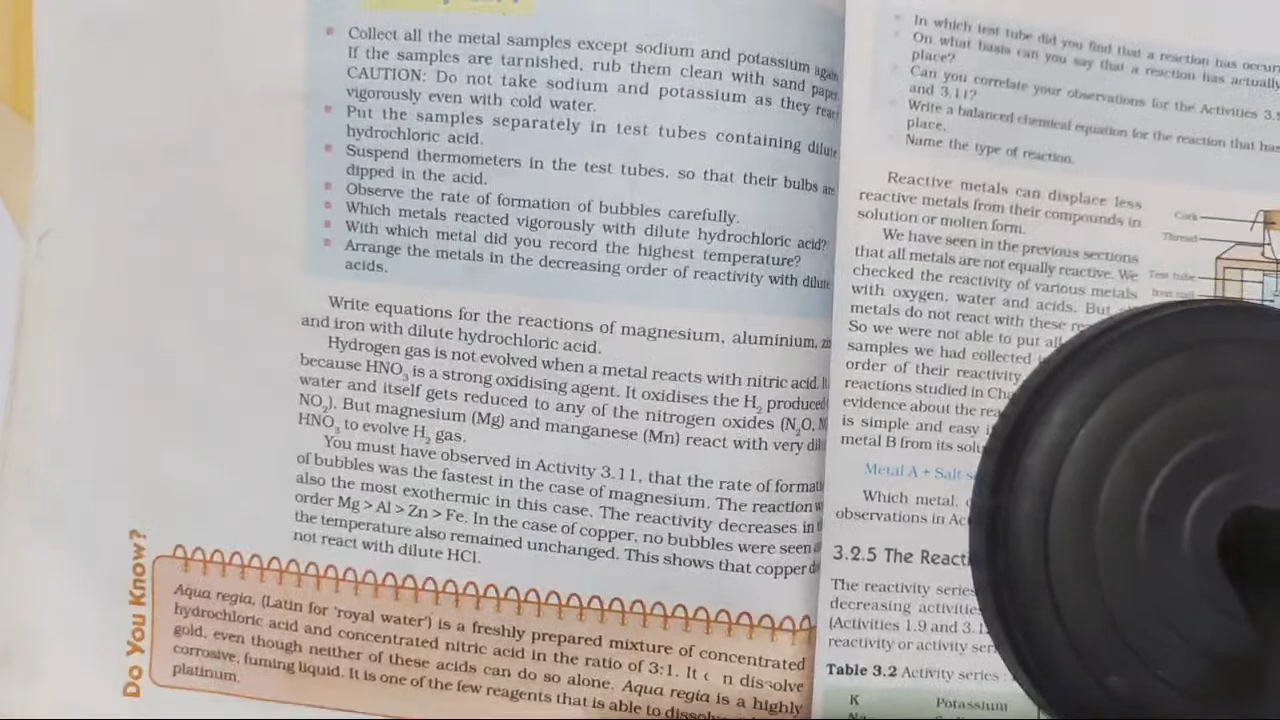 Collect all the metal samples except sodium and potassium again
If the samples are tarnished, rub them clean with sand paper
CAUTION: Do not take sodium and potassium as they react
vigorously even with cold water.
Put the samples separately in test tubes containing dilute
hydrochloric acid.
Suspend thermometers in the test tubes, so that their bulbs are
dipped in the acid.
Observe the rate of formation of bubbles carefully.
Which metals reacted vigorously with dilute hydrochloric acid?
With which metal did you record the highest temperature?
Arrange the metals in the decreasing order of reactivity with dilute
acids.
Write equations for the reactions of magnesium, aluminium,
and iron with dilute hydrochloric acid.
Hydrogen gas is not evolved when a metal reacts with nitric acid. It
because HNO₃ is a strong oxidising agent. It oxidises the H₂ produced
water and itself gets reduced to any of the nitrogen oxides (N₂O,
NO₂). But magnesium (Mg) and manganese (Mn) react with very
HNO₃ to evolve H₂ gas.
You must have observed in Activity 3.11, that the rate of
of bubbles was the fastest in the case of magnesium. The reaction
also the most exothermic in this case. The reactivity decreases in
order Mg > Al > Zn > Fe. In the case of copper, no bubbles were seen
the temperature also remained unchanged. This shows that copper
not react with dilute HCl.
Do You Know?
Aqua regia, (Latin for 'royal water') is a freshly prepared mixture of concentrated
hydrochloric acid and concentrated nitric acid in the ratio of 3:1. It dissolve
gold, even though neither of these acids can do so alone. Aqua regia is a highly
corrosive, fuming liquid. It is one of the few reagents that is able to
platinum.
In which test tube did you find that a reaction has
On what basis can you say that a reaction has actually
place?
Can you correlate your observations for the Activities
and 3.11?
Write a balanced chemical equation for the reaction that has
place.
Name the type of reaction.
Reactive metals can displace less
reactive metals from their compounds in
solution or molten form.
We have seen in the previous sections
that all metals are not equally reactive. We
checked the reactivity of various metals
with oxygen, water and acids. But
metals do not react with these
So we were not able to put all
samples we had collected
order of their reactivity
reactions studied in
evidence about the
is simple and easy
metal B from its
Cork
Thread
Test tube
Metal A + Salt
Which metal,
observations in
3.2.5 The
The reactivity series
decreasing
(Activities 1.9 and
reactivity or activity
Table 3.2 Activity series :
K Potassium